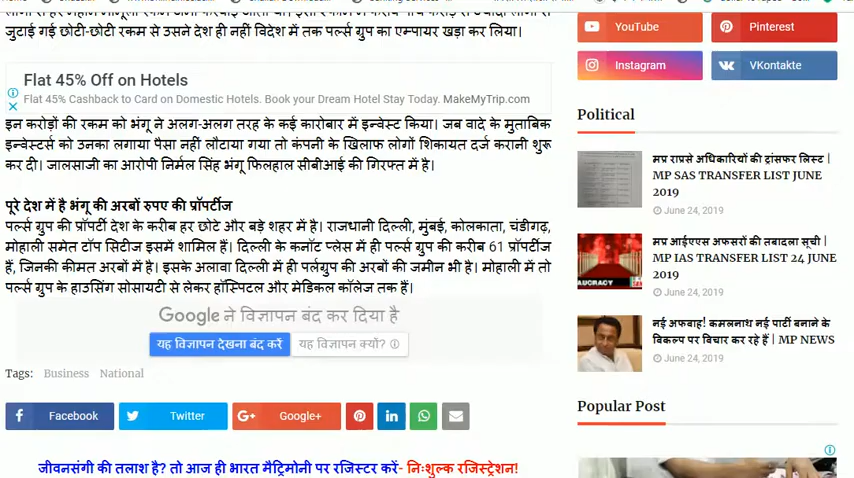 जुटाई गई छोटी-छोटी रकम से उसने देश ही नहीं विदेश में तक पर्ल्स ग्रुप का एम्पायर खड़ा कर लिया।
Flat 45% Off on Hotels
Flat 45% Cashback to Card on Domestic Hotels. Book your Dream Hotel Stay Today. MakeMyTrip.com
इन करोड़ों की रकम को भंगू ने अलग-अलग तरह के कई कारोबार में इन्वेस्ट किया। जब वादे के मुताबिक
इन्वेस्टर्स को उनका लगाया पैसा नहीं लौटाया गया तो कंपनी के खिलाफ लोगों शिकायत दर्ज करानी शुरू
कर दी। जालसाजी का आरोपी निर्मल सिंह भंगू फिलहाल सीबीआई की गिरफ्त में है।
पूरे देश में है भंगू की अरबों रुपए की प्रॉपर्टीज
पर्ल्स ग्रुप की प्रॉपर्टी देश के करीब हर छोटे और बड़े शहर में है। राजधानी दिल्ली, मुंबई, कोलकाता, चंडीगढ़,
मोहाली समेत टॉप सिटीज इसमें शामिल हैं। दिल्ली के कनॉट प्लेस में ही पर्ल्स ग्रुप की करीब 61 प्रॉपर्टीज
हैं, जिनकी कीमत अरबों में है। इसके अलावा दिल्ली में ही पर्लग्रुप की अरबों की जमीन भी है। मोहाली में तो
पर्ल्स ग्रुप के हाउसिंग सोसायटी से लेकर हॉस्पिटल और मेडिकल कॉलेज तक हैं।
Google ने विज्ञापन बंद कर दिया है
यह विज्ञापन देखना बंद करें
यह विज्ञापन क्यों?
Tags: Business National
Facebook
Twitter
Google+
जीवनसंगी की तलाश है? तो आज ही भारत मैट्रिमोनी पर रजिस्टर करें- निःशुल्क रजिस्ट्रेशन!
YouTube
Pinterest
Instagram
VKontakte
Political
मप्र राप्रसे अधिकारियों की ट्रांसफर लिस्ट |
MP SAS TRANSFER LIST JUNE
2019
June 24, 2019
मप्र आईएएस अफसरों की तबादला सूची |
MP IAS TRANSFER LIST 24 JUNE
2019
June 24, 2019
नई अफवाह! कमलनाथ नई पार्टी बनाने के
विकल्प पर विचार कर रहे हैं | MP NEWS
June 24, 2019
Popular Post